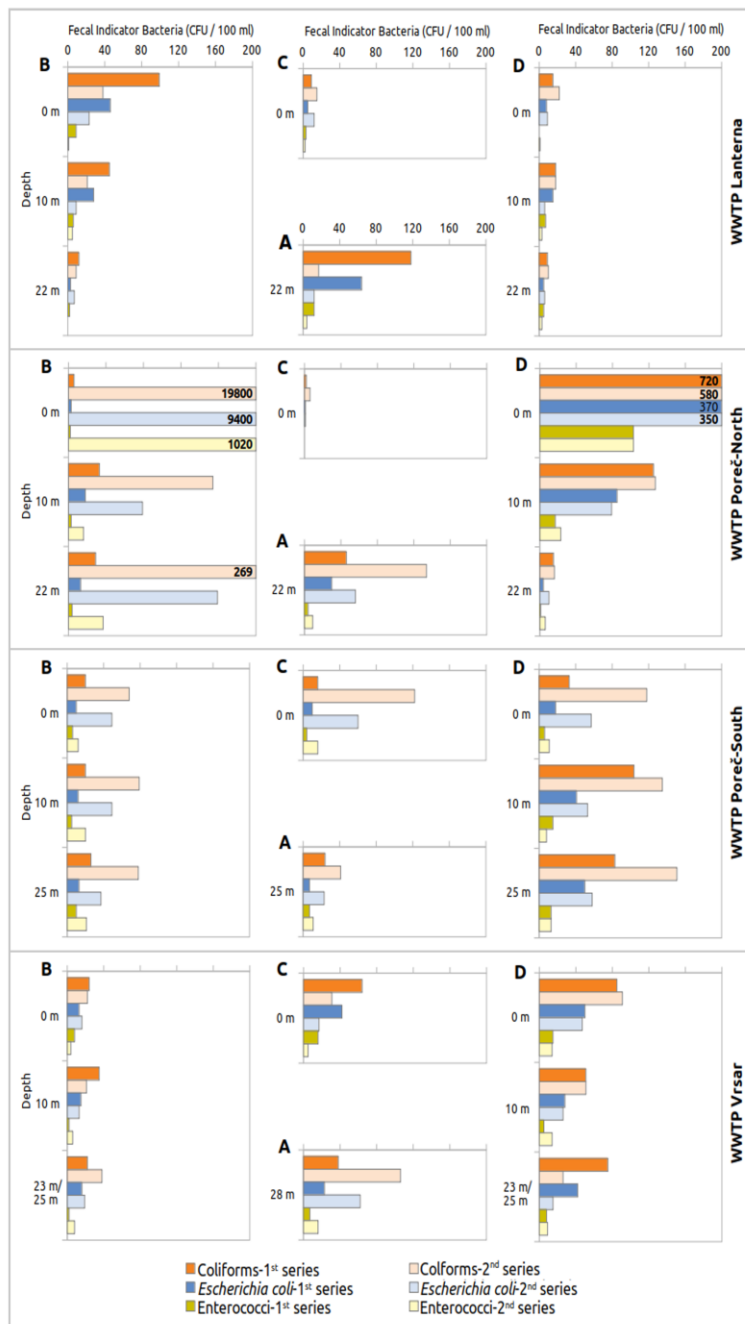 Fecal Indicator Bacteria (CFU / 100 ml)
Fecal Indicator Bacteria (CFU / 100 ml)
Fecal Indicator Bacteria (CFU / 100 ml)
0 40 80 120 160 200
0 40 80 120 160 200
0 40 80 120 160 200
B
C
D
0 m
0 m
0 m
Depth
10 m
10 m
0 40 80 120 160 200
A
22 m
22 m
22 m
WWTP Lanterna
B
C
D
19800
9400
1020
0 m
0 m
720
580
370
350
0 m
Depth
10 m
10 m
A
269
22 m
22 m
22 m
WWTP Poreč-North
B
C
D
0 m
0 m
0 m
Depth
10 m
10 m
A
25 m
25 m
25 m
WWTP Poreč-South
B
C
D
0 m
0 m
0 m
Depth
10 m
10 m
A
23 m/
25 m
28 m
23 m/
25 m
WWTP Vrsar
Coliforms-1st series
Colforms-2nd series
Escherichia coli-1st series
Escherichia coli-2nd series
Enterococci-1st series
Enterococci-2nd series